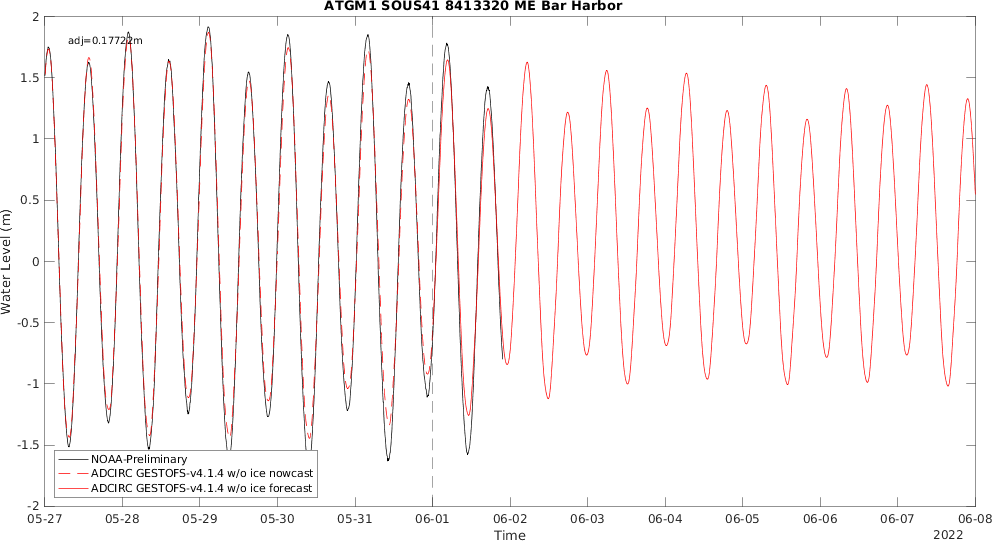 ATGM1 SOUS41 8413320 ME Bar Harbor
adj=0.17722m
Water Level (m)
2
1.5
1
0.5
0
-0.5
-1
-1.5
-2
NOAA-Preliminary
ADCIRC GESTOFS-v4.1.4 w/o ice nowcast
ADCIRC GESTOFS-v4.1.4 w/o ice forecast
05-27 05-28 05-29 05-30 05-31 06-01 06-02 06-03 06-04 06-05 06-06 06-07 06-08
Time
2022